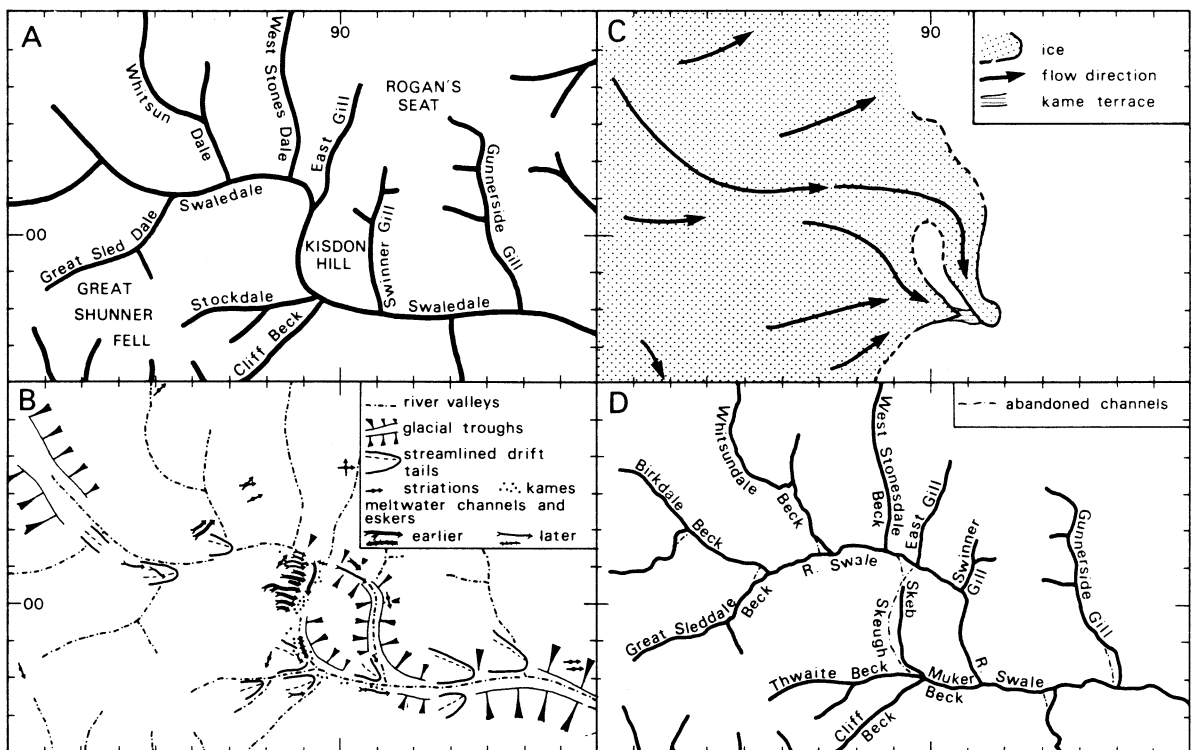 A
90
West Stones Dale
Whitsun
Dale
East Gill
ROGAN'S
SEAT
Gunnerside
Gill
Swaledale
00
Great Sled Dale
KISDON
HILL
Swinner Gill
GREAT
SHUNNER
FELL
Stockdale
Swaledale
Cliff Beck
C
90
ice
flow direction
kame terrace
B
river valleys
glacial troughs
streamlined drift
tails
striations
kames
meltwater channels and
eskers
earlier
later
00
D
abandoned channels
Whitsundale
Beck
West Stonesdale
Beck
East Gill
Birkdale
Beck
Swinner
Gill
Gunnerside
Gill
R. Swale
Skeb
Skeugh
Great Sleddale
Beck
Thwaite Beck
Muker
Beck
R. Swale
Cliff
Beck